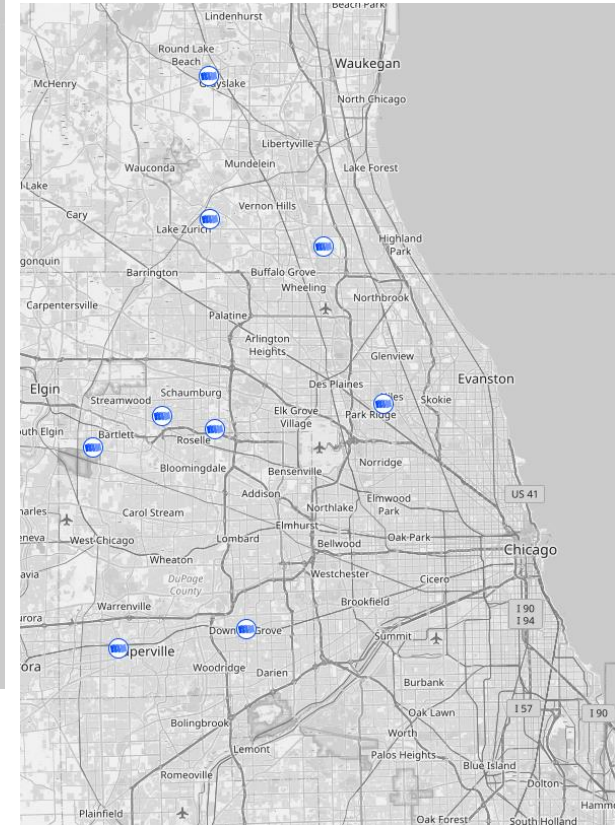 Beach Park
Lindenhurst
Round Lake
Beach
Waukegan
McHenry
Grayslake
North Chicago
Libertyville
Wauconda
Mundelein
Lake Forest
Lake
Cary
Vernon Hills
Lake Zurich
Highland
Park
gonquin
Barrington
Buffalo Grove
Wheeling
Northbrook
Carpentersville
Palatine
Arlington
Heights
Glenview
Evanston
Des Plaines
Elgin
Schaumburg
Streamwood
es
Skokie
Elk Grove
Village
Park Ridge
uth Elgin
Bartlett
Roselle
Norridge
Bloomingdale
Bensenville
Addison
Elmwood
Park
US 41
harles
Carol Stream
Northlake
Elmhurst
eneva
West Chicago
Lombard
Bellwood
Oak Park
Chicago
Wheaton
avia
Westchester
Cicero
DuPage
County
Warrenville
Brookfield
I 90
I 94
urora
Down Grove
Summit
perville
ora
Woodridge
Darien
Burbank
I 57
I 90
Bolingbrook
Oak Lawn
Worth
Lemont
Palos Heights
Blue Island
Romeoville
Dolton
Plainfield
Oak Forest
South Holland
Hamm